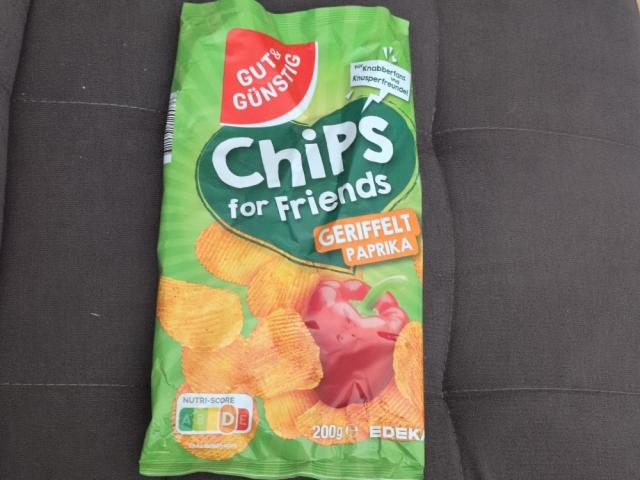 GUT&
GÜNSTIG
Für Knabberfans
und
Knusperfreunde!
ChiPS
for Friends
GERIFFELT
PAPRIKA
NUTRI-SCORE
A B C D E
200g ℮ EDEKA